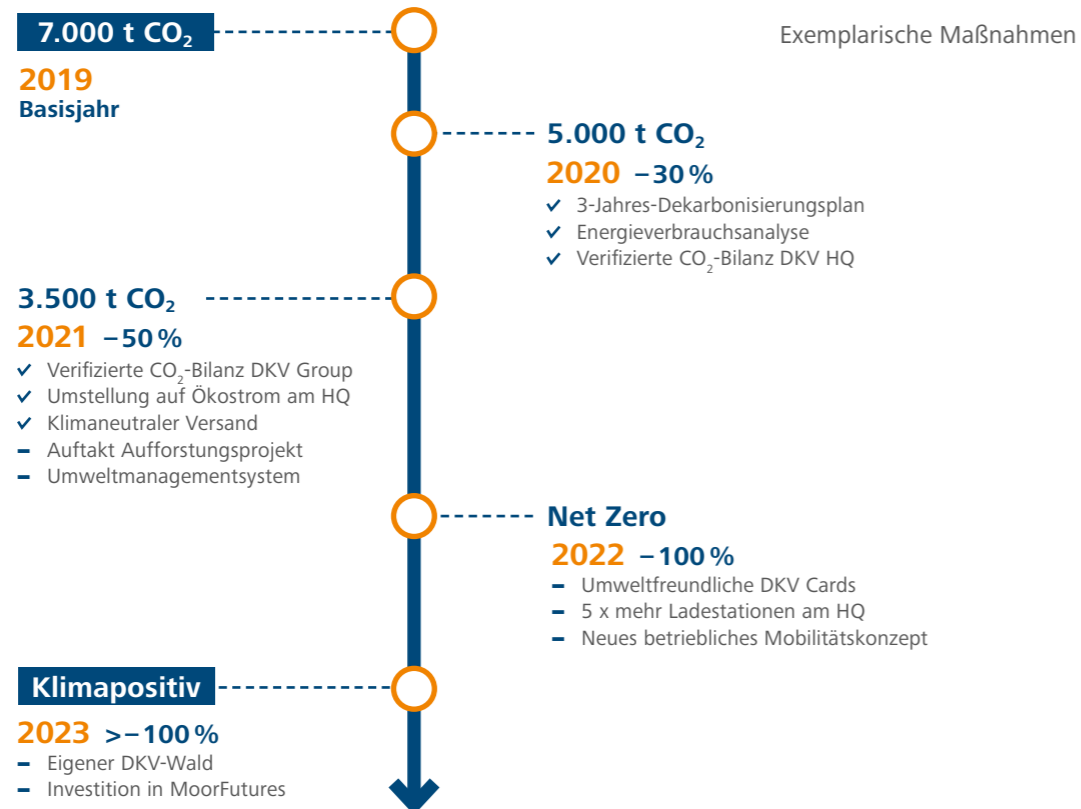 7.000 t CO₂
Exemplarische Maßnahmen
2019
Basisjahr
5.000 t CO₂
2020 –30 %
✓ 3-Jahres-Dekarbonisierungsplan
✓ Energieverbrauchsanalyse
✓ Verifizierte CO₂-Bilanz DKV HQ
3.500 t CO₂
2021 –50 %
✓ Verifizierte CO₂-Bilanz DKV Group
✓ Umstellung auf Ökostrom am HQ
✓ Klimaneutraler Versand
– Auftakt Aufforstungsprojekt
– Umweltmanagementsystem
Net Zero
2022 –100 %
– Umweltfreundliche DKV Cards
– 5 x mehr Ladestationen am HQ
– Neues betriebliches Mobilitätskonzept
Klimapositiv
2023 >–100 %
– Eigener DKV-Wald
– Investition in MoorFutures